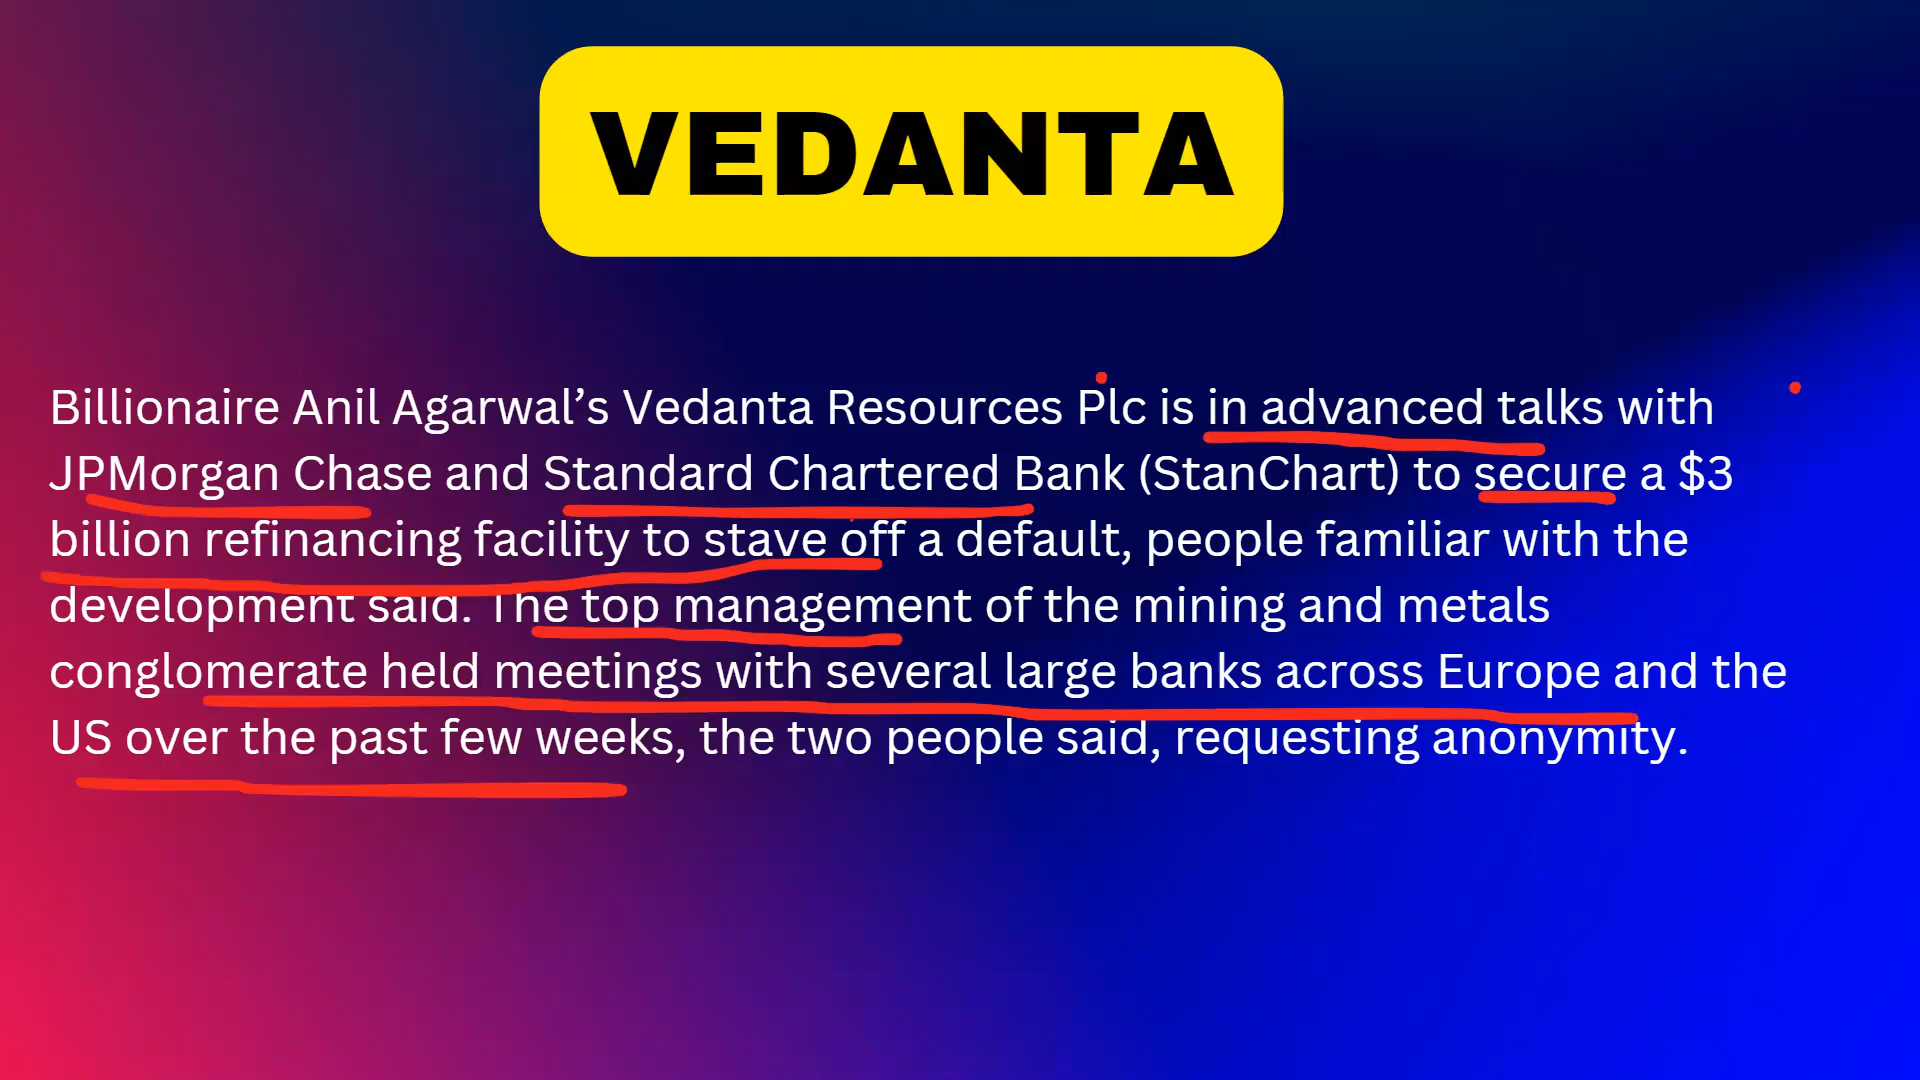 VEDANTA
Billionaire Anil Agarwal’s Vedanta Resources Plc is in advanced talks with
JPMorgan Chase and Standard Chartered Bank (StanChart) to secure a $3
billion refinancing facility to stave off a default, people familiar with the
development said. The top management of the mining and metals
conglomerate held meetings with several large banks across Europe and the
US over the past few weeks, the two people said, requesting anonymity.